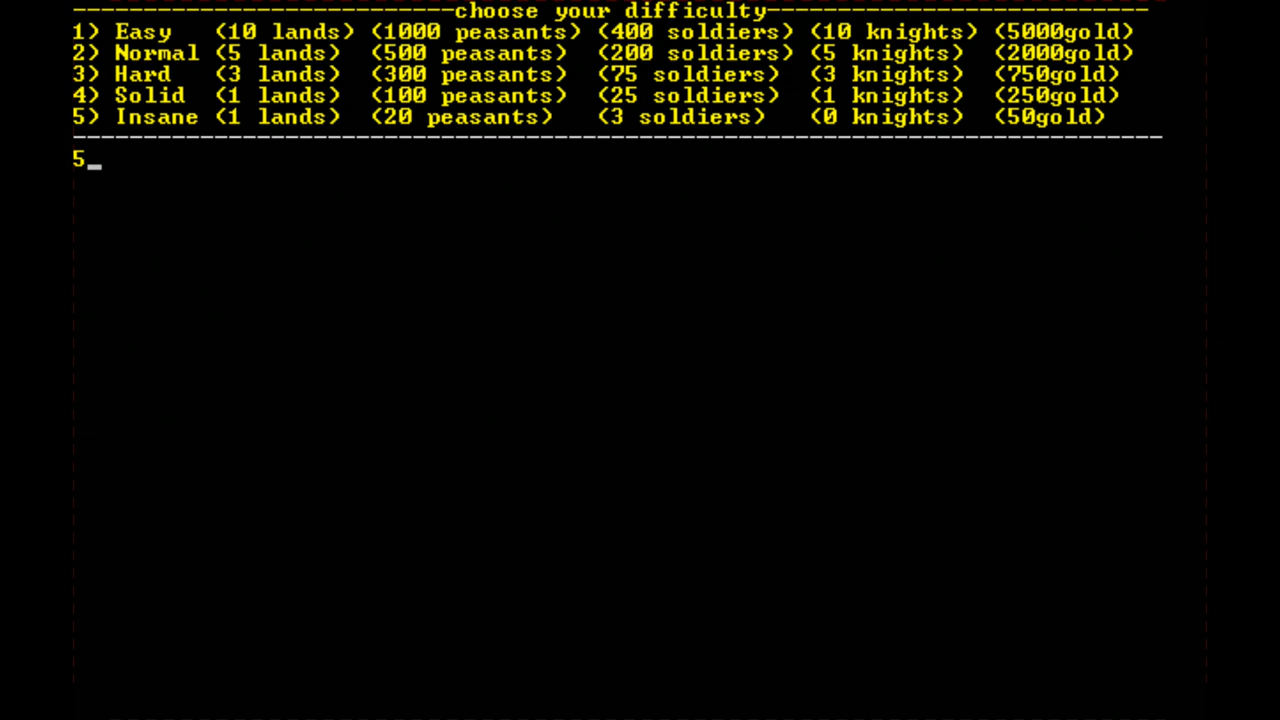 ---------------------------choose your difficulty---------------------------
1) Easy   (10 lands) (1000 peasants) (400 soldiers) (10 knights) (5000gold)
2) Normal (5 lands)  (500 peasants)  (200 soldiers) (5 knights)  (2000gold)
3) Hard   (3 lands)  (300 peasants)  (75 soldiers)  (3 knights)  (750gold)
4) Solid  (1 lands)  (100 peasants)  (25 soldiers)  (1 knights)  (250gold)
5) Insane (1 lands)  (20 peasants)   (3 soldiers)   (0 knights)  (50gold)
-----------------------------------------------------------------------------
5_